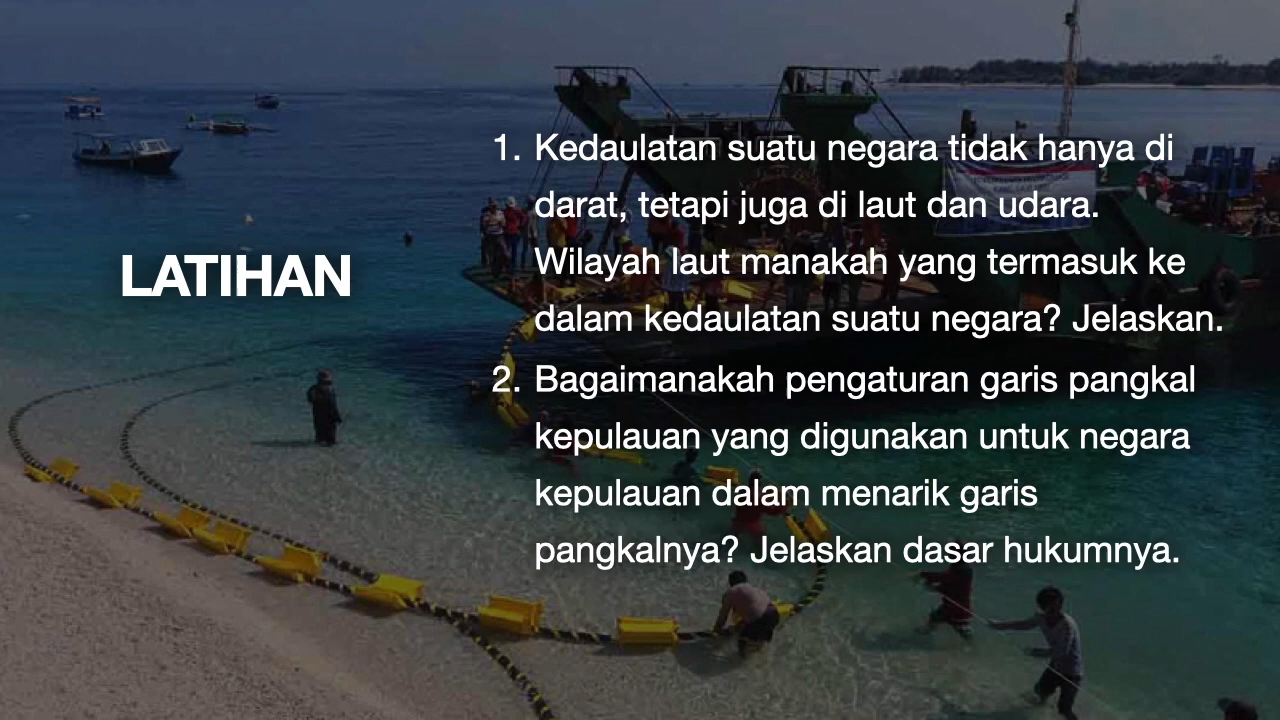 LATIHAN
1. Kedaulatan suatu negara tidak hanya di
darat, tetapi juga di laut dan udara.
Wilayah laut manakah yang termasuk ke
dalam kedaulatan suatu negara? Jelaskan.
2. Bagaimanakah pengaturan garis pangkal
kepulauan yang digunakan untuk negara
kepulauan dalam menarik garis
pangkalnya? Jelaskan dasar hukumnya.